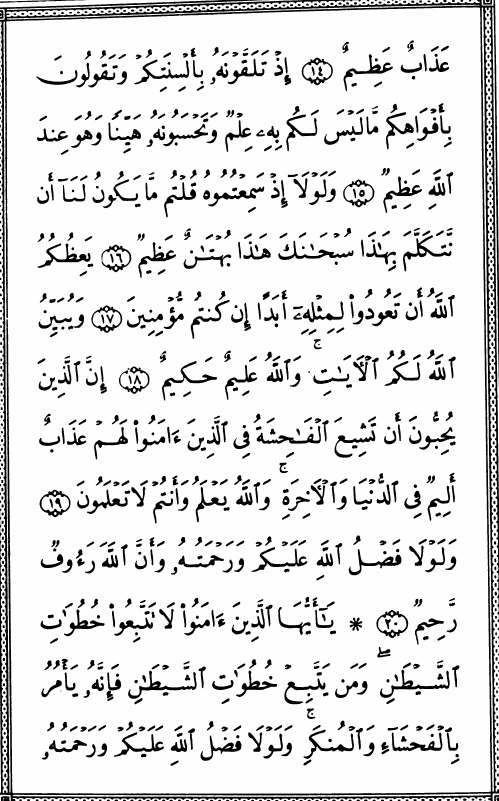 عَذَابٌ عَظِيمٌ ١٤ إِذْ تَلَقَّوْنَهُۥ بِأَلْسِنَتِكُمْ وَتَقُولُونَ
بِأَفْوَاهِكُم مَّا لَيْسَ لَكُم بِهِۦ عِلْمٌ وَتَحْسَبُونَهُۥ هَيِّنًا وَهُوَ عِندَ
ٱللَّهِ عَظِيمٌ ١٥ وَلَوْلَآ إِذْ سَمِعْتُمُوهُ قُلْتُم مَّا يَكُونُ لَنَآ أَن
نَّتَكَلَّمَ بِهَٰذَا سُبْحَٰنَكَ هَٰذَا بُهْتَٰنٌ عَظِيمٌ ١٦ يَعِظُكُمُ
ٱللَّهُ أَن تَعُودُوا۟ لِمِثْلِهِۦٓ أَبَدًا إِن كُنتُم مُّؤْمِنِينَ ١٧ وَيُبَيِّنُ
ٱللَّهُ لَكُمُ ٱلْءَايَٰتِ ۚ وَٱللَّهُ عَلِيمٌ حَكِيمٌ ١٨ إِنَّ ٱلَّذِينَ
يُحِبُّونَ أَن تَشِيعَ ٱلْفَٰحِشَةُ فِى ٱلَّذِينَ ءَامَنُوا۟ لَهُمْ عَذَابٌ
أَلِيمٌ فِى ٱلدُّنْيَا وَٱلْءَاخِرَةِ ۚ وَٱللَّهُ يَعْلَمُ وَأَنتُمْ لَا تَعْلَمُونَ ١٩
وَلَوْلَا فَضْلُ ٱللَّهِ عَلَيْكُمْ وَرَحْمَتُهُۥ وَأَنَّ ٱللَّهَ رَءُوفٌ
رَّحِيمٌ ٢٠ * يَٰٓأَيُّهَا ٱلَّذِينَ ءَامَنُوا۟ لَا تَتَّبِعُوا۟ خُطُوَٰتِ
ٱلشَّيْطَٰنِ ۖ وَمَن يَتَّبِعْ خُطُوَٰتِ ٱلشَّيْطَٰنِ فَإِنَّهُۥ يَأْمُرُ
بِٱلْفَحْشَآءِ وَٱلْمُنكَرِ ۚ وَلَوْلَا فَضْلُ ٱللَّهِ عَلَيْكُمْ وَرَحْمَتُهُۥ